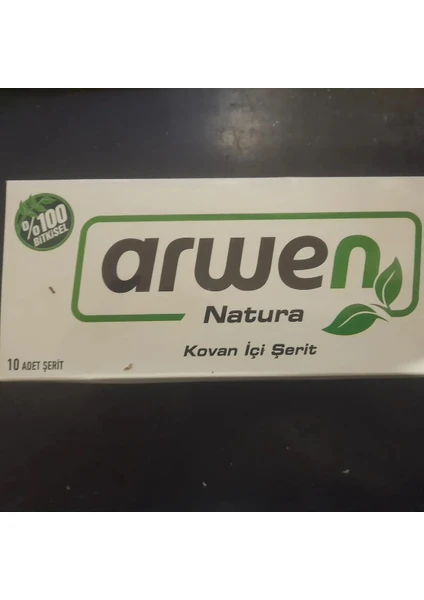 %100
BİTKİSEL
arwen
Natura
Kovan İçi Şerit
10 ADET ŞERİT